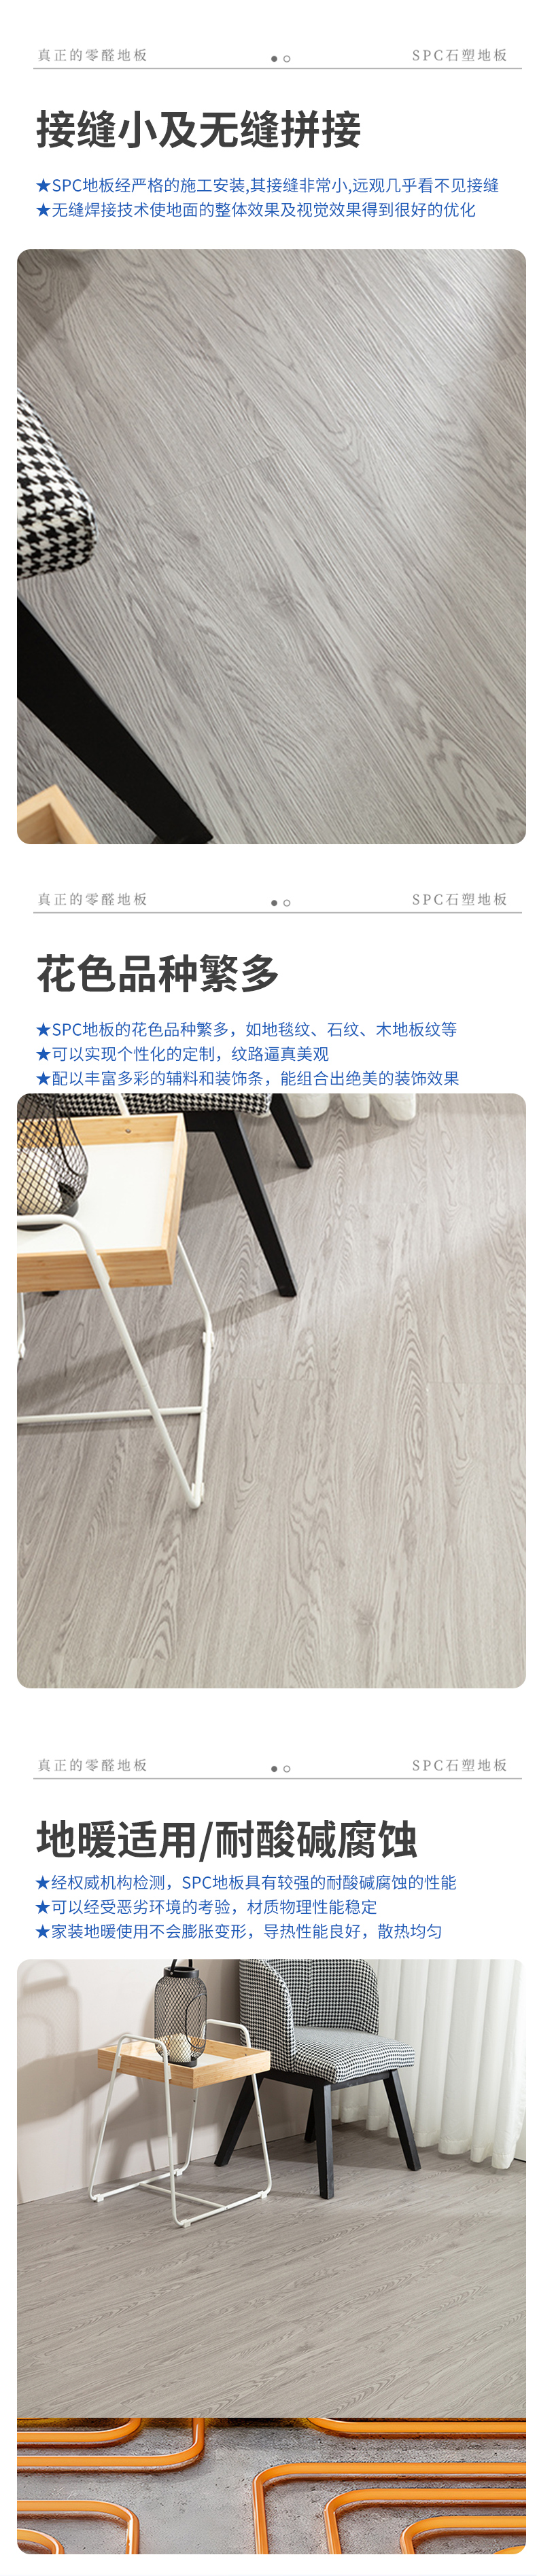 真正的零醛地板
SPC石塑地板
接缝小及无缝拼接
★SPC地板经严格的施工安装,其接缝非常小,远观几乎看不见接缝
★无缝焊接技术使地面的整体效果及视觉效果得到很好的优化
真正的零醛地板
SPC石塑地板
花色品种繁多
★SPC地板的花色品种繁多，如地毯纹、石纹、木地板纹等
★可以实现个性化的定制，纹路逼真美观
★配以丰富多彩的辅料和装饰条，能组合出绝美的装饰效果
真正的零醛地板
SPC石塑地板
地暖适用/耐酸碱腐蚀
★经权威机构检测，SPC地板具有较强的耐酸碱腐蚀的性能
★可以经受恶劣环境的考验，材质物理性能稳定
★家装地暖使用不会膨胀变形，导热性能良好，散热均匀